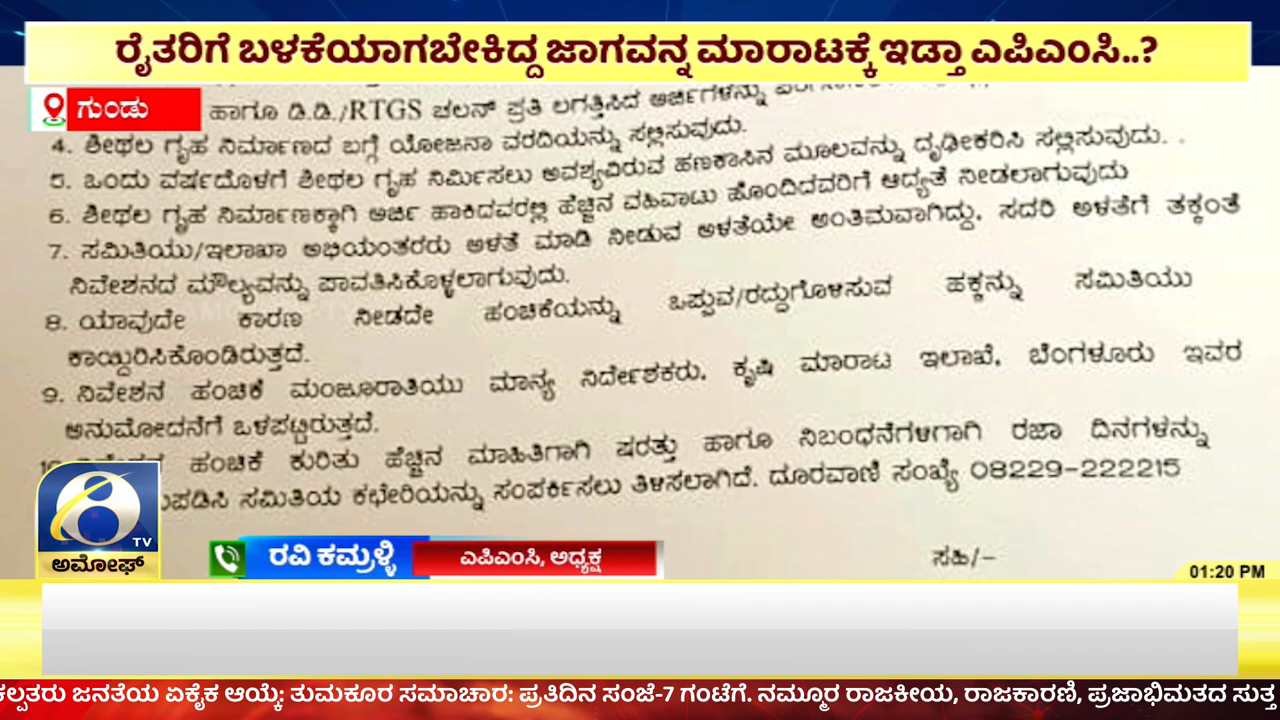 ರೈತರಿಗೆ ಬಳಕೆಯಾಗಬೇಕಿದ್ದ ಜಾಗವನ್ನ ಮಾರಾಟಕ್ಕೆ ಇಡ್ತಾ ಎಪಿಎಂಸಿ..?
ಗುಂಡು
ಹಾಗೂ ಡಿ.ಡಿ./RTGS ಚಲನ್ ಪ್ರತಿ ಲಗತ್ತಿಸಿದ ಅರ್ಜಿಗಳನ್ನು
4. ಶೀಥಲ ಗೃಹ ನಿರ್ಮಾಣದ ಬಗ್ಗೆ ಯೋಜನಾ ವರದಿಯನ್ನು ಸಲ್ಲಿಸುವುದು.
5. ಒಂದು ವರ್ಷದೊಳಗೆ ಶೀಥಲ ಗೃಹ ನಿರ್ಮಿಸಲು ಅವಶ್ಯವಿರುವ ಹಣಕಾಸಿನ ಮೂಲವನ್ನು ದೃಢೀಕರಿಸಿ ಸಲ್ಲಿಸುವುದು.
6. ಶೀಥಲ ಗೃಹ ನಿರ್ಮಾಣಕ್ಕಾಗಿ ಅರ್ಜಿ ಹಾಕಿದವರಲ್ಲಿ ಹೆಚ್ಚಿನ ವಹಿವಾಟು ಹೊಂದಿದವರಿಗೆ ಆದ್ಯತೆ ನೀಡಲಾಗುವುದು
7. ಸಮಿತಿಯು/ಇಲಾಖಾ ಅಭಿಯಂತರರು ಅಳತೆ ಮಾಡಿ ನೀಡುವ ಅಳತೆಯೇ ಅಂತಿಮವಾಗಿದ್ದು, ಸದರಿ ಅಳತೆಗೆ ತಕ್ಕಂತೆ
ನಿವೇಶನದ ಮೌಲ್ಯವನ್ನು ಪಾವತಿಸಿಕೊಳ್ಳಲಾಗುವುದು.
8. ಯಾವುದೇ ಕಾರಣ ನೀಡದೇ ಹಂಚಿಕೆಯನ್ನು ಒಪ್ಪುವ/ರದ್ದುಗೊಳಿಸುವ ಹಕ್ಕನ್ನು ಸಮಿತಿಯು
ಕಾಯ್ದಿರಿಸಿಕೊಂಡಿರುತ್ತದೆ.
9. ನಿವೇಶನ ಹಂಚಿಕೆ ಮಂಜೂರಾತಿಯು ಮಾನ್ಯ ನಿರ್ದೇಶಕರು, ಕೃಷಿ ಮಾರಾಟ ಇಲಾಖೆ, ಬೆಂಗಳೂರು ಇವರ
ಅನುಮೋದನೆಗೆ ಒಳಪಟ್ಟಿರುತ್ತದೆ.
ಹಂಚಿಕೆ ಕುರಿತು ಹೆಚ್ಚಿನ ಮಾಹಿತಿಗಾಗಿ ಷರತ್ತು ಹಾಗೂ ನಿಬಂಧನೆಗಳಿಗಾಗಿ ರಜಾ ದಿನಗಳನ್ನು
ಸಮಿತಿಯ ಕಛೇರಿಯನ್ನು ಸಂಪರ್ಕಿಸಲು ತಿಳಿಸಲಾಗಿದೆ. ದೂರವಾಣಿ ಸಂಖ್ಯೆ 08229-222215
ಸಹಿ/-
TV
ಅಮೋಘ್
ರವಿ ಕಮ್ರಳ್ಳಿ
ಎಪಿಎಂಸಿ, ಅಧ್ಯಕ್ಷ
01:20 PM
ಕಲ್ಪತರು ಜನತೆಯ ಏಕೈಕ ಆಯ್ಕೆ: ತುಮಕೂರ ಸಮಾಚಾರ: ಪ್ರತಿದಿನ ಸಂಜೆ-7 ಗಂಟೆಗೆ. ನಮ್ಮೂರ ರಾಜಕೀಯ, ರಾಜಕಾರಣಿ, ಪ್ರಜಾಭಿಮತದ ಸುತ್ತ